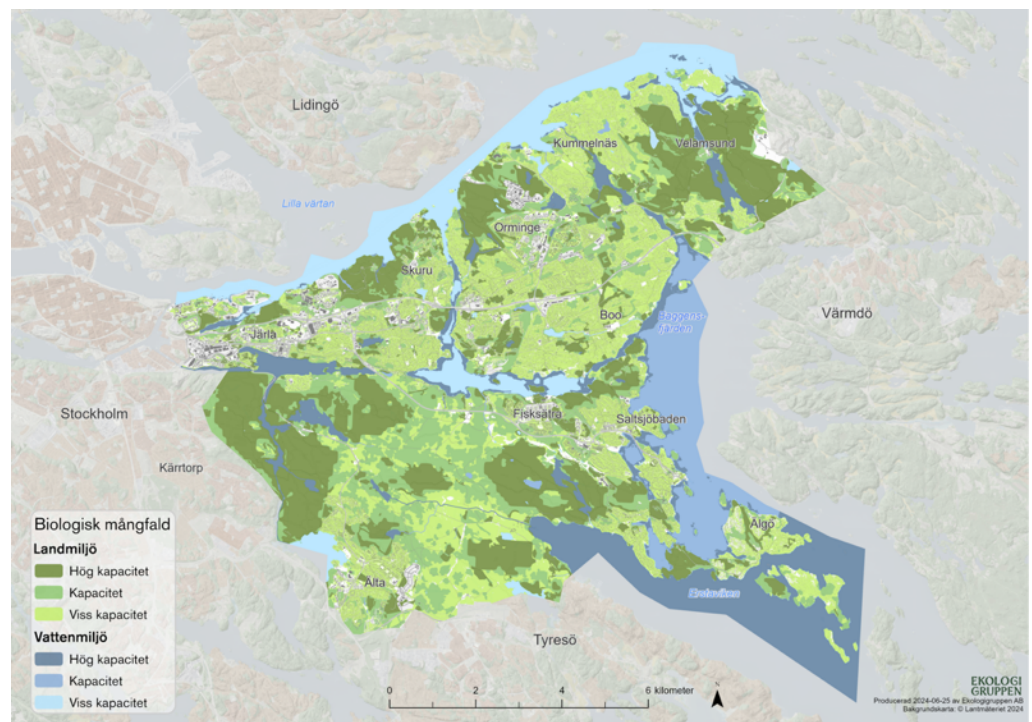 Lidingö
Kummelnäs
Velamsund
Lilla värtan
Orminge
Skuru
Boo
Baggens-
fjärden
Värmdö
Järla
Stockholm
Fisksätra
Saltsjöbaden
Kärrtorp
Älgö
Älta
Erstaviken
Tyresö
Biologisk mångfald
Landmiljö
Hög kapacitet
Kapacitet
Viss kapacitet
Vattenmiljö
Hög kapacitet
Kapacitet
Viss kapacitet
0 2 4 6 kilometer
N
EKOLOGI
GRUPPEN
Producerad 2024-06-25 av Ekologigruppen AB
Bakgrundskarta: © Lantmäteriet 2024